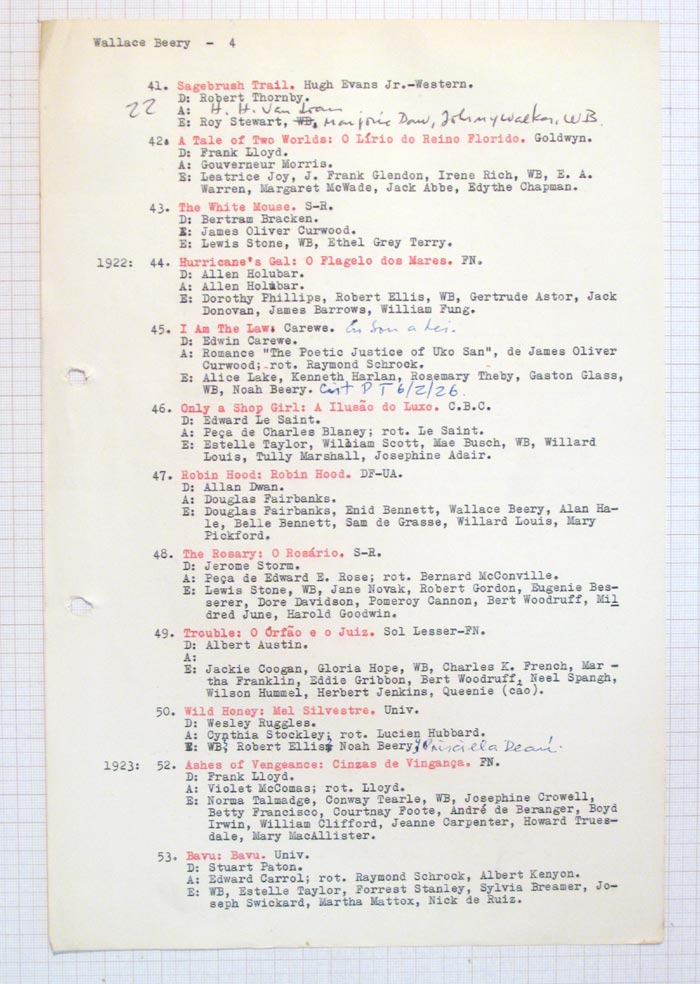 Wallace Beery - 4
41. Sagebrush Trail. Hugh Evans Jr.-Western.
D: Robert Thornby.
22 A: H. H. Van Loan
E: Roy Stewart, WB, Marjorie Daw, Johnny Walker, WB.
42. A Tale of Two Worlds: O Lírio do Reino Florido. Goldwyn.
D: Frank Lloyd.
A: Gouverneur Morris.
E: Leatrice Joy, J. Frank Glendon, Irene Rich, WB, E. A.
Warren, Margaret McWade, Jack Abbe, Edythe Chapman.
43. The White Mouse. S-R.
D: Bertram Bracken.
E: James Oliver Curwood.
E: Lewis Stone, WB, Ethel Grey Terry.
1922: 44. Hurricane's Gal: O Flagelo dos Mares. FN.
D: Allen Holubar.
A: Allen Holubar.
E: Dorothy Phillips, Robert Ellis, WB, Gertrude Astor, Jack
Donovan, James Barrows, William Fung.
45. I Am The Law. Carewe. Eu Sou a Lei.
D: Edwin Carewe.
A: Romance "The Poetic Justice of Uko San", de James Oliver
Curwood; rot. Raymond Schrock.
E: Alice Lake, Kenneth Harlan, Rosemary Theby, Gaston Glass,
WB, Noah Beery. Cert PT 6/2/26.
46. Only a Shop Girl: A Ilusão do Luxo. C.B.C.
D: Edward Le Saint.
A: Peça de Charles Blaney; rot. Le Saint.
E: Estelle Taylor, William Scott, Mae Busch, WB, Willard
Louis, Tully Marshall, Josephine Adair.
47. Robin Hood: Robin Hood. DF-UA.
D: Allan Dwan.
A: Douglas Fairbanks.
E: Douglas Fairbanks, Enid Bennett, Wallace Beery, Alan Ha-
le, Belle Bennett, Sam de Grasse, Willard Louis, Mary
Pickford.
48. The Rosary: O Rosário. S-R.
D: Jerome Storm.
A: Peça de Edward E. Rose; rot. Bernard McConville.
E: Lewis Stone, WB, Jane Novak, Robert Gordon, Eugenie Bes-
serer, Dore Davidson, Pomeroy Cannon, Bert Woodruff, Mil
dred June, Harold Goodwin.
49. Trouble: O Órfão e o Juiz. Sol Lesser-FN.
D: Albert Austin.
A:
E: Jackie Coogan, Gloria Hope, WB, Charles K. French, Mar -
tha Franklin, Eddie Gribbon, Bert Woodruff, Neel Spangh,
Wilson Hummel, Herbert Jenkins, Queenie (cão).
50. Wild Honey: Mel Silvestre. Univ.
D: Wesley Ruggles.
A: Cynthia Stockley; rot. Lucien Hubbard.
E: WB, Robert Ellis, Noah Beery, Priscilla Dean.
1923: 52. Ashes of Vengeance: Cinzas de Vingança. FN.
D: Frank Lloyd.
A: Violet McComas; rot. Lloyd.
E: Norma Talmadge, Conway Tearle, WB, Josephine Crowell,
Betty Francisco, Courtnay Foote, André de Beranger, Boyd
Irwin, William Clifford, Jeanne Carpenter, Howard Trues-
dale, Mary MacAllister.
53. Bavu: Bavu. Univ.
D: Stuart Paton.
A: Edward Carrol; rot. Raymond Schrock, Albert Kenyon.
E: WB, Estelle Taylor, Forrest Stanley, Sylvia Breamer, Jo-
seph Swickard, Martha Mattox, Nick de Ruiz.